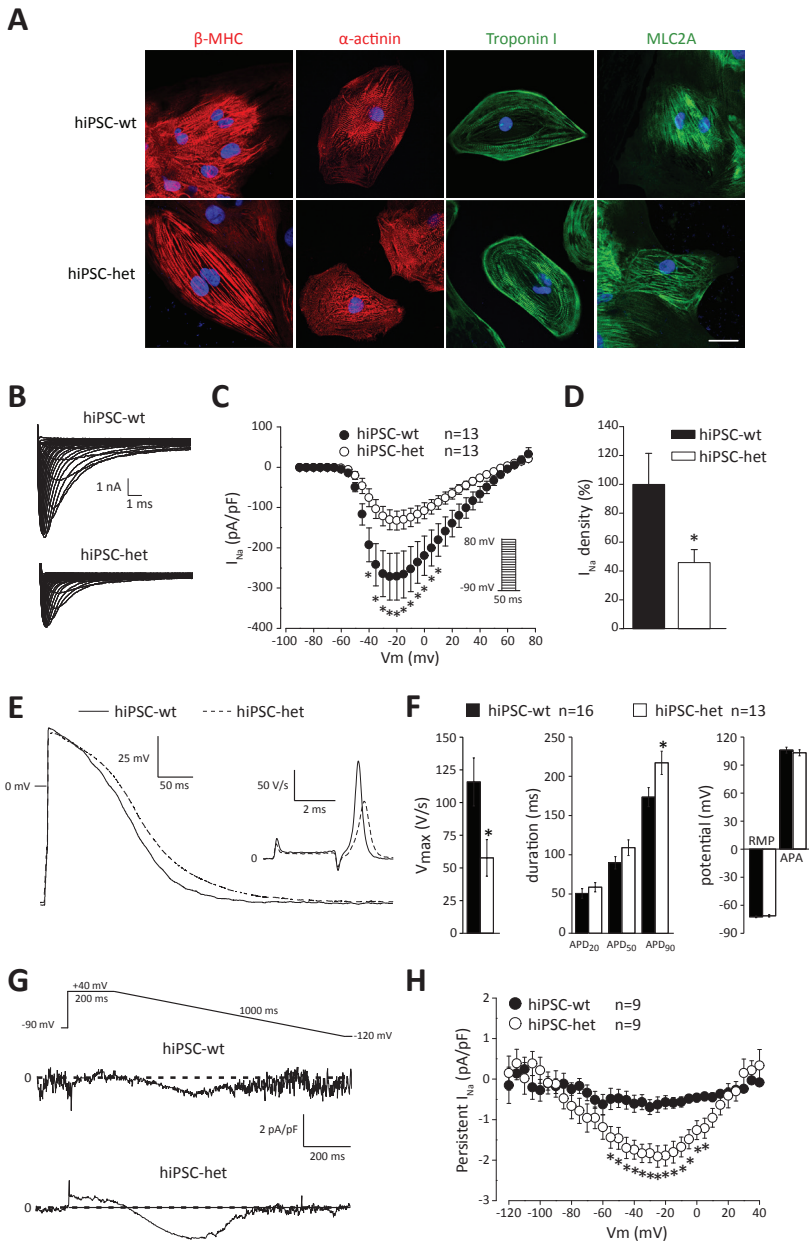 A
β-MHC α-actinin Troponin I MLC2A
hiPSC-wt
hiPSC-het
B
hiPSC-wt
1 nA
1 ms
hiPSC-het
C
hiPSC-wt n=13
hiPSC-het n=13
100
0
-100
-200
-300
-400
I_Na (pA/pF)
80 mV
-90 mV
50 ms
* * * * * * * * * * *
-100 -80 -60 -40 -20 0 20 40 60 80
Vm (mv)
D
hiPSC-wt
hiPSC-het
140
120
100
80
60
40
20
0
I_Na density (%)
*
E
hiPSC-wt hiPSC-het
25 mV
50 ms
0 mV
50 V/s
2 ms
0
F
hiPSC-wt n=16 hiPSC-het n=13
150
125
100
75
50
25
0
Vmax (V/s)
*
250
200
150
100
50
0
duration (ms)
*
APD20 APD50 APD90
120
90
60
30
0
-30
-60
-90
potential (mV)
RMP
APA
G
+40 mV
200 ms
1000 ms
-90 mV
-120 mV
hiPSC-wt
0
2 pA/pF
200 ms
hiPSC-het
0
H
hiPSC-wt n=9
hiPSC-het n=9
2
1
0
-1
-2
-3
Persistent I_Na (pA/pF)
* * * * * * * * * * * * *
-120 -100 -80 -60 -40 -20 0 20 40
Vm (mV)